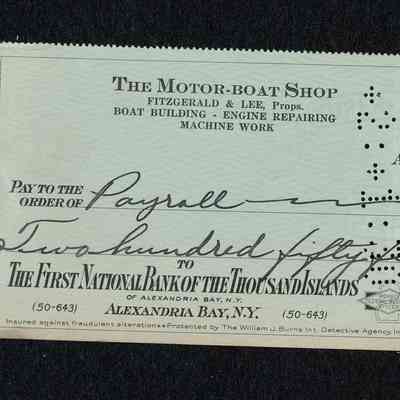 THE MOTOR-BOAT SHOP
FITZGERALD & LEE, Props.
BOAT BUILDING - ENGINE REPAIRING
MACHINE WORK
A
PAY TO THE
ORDER OF Payroll
Two hundred fifty
TO
THE FIRST NATIONAL BANK OF THE THOUSAND ISLANDS
OF ALEXANDRIA BAY, N.Y.
(50-643) ALEXANDRIA BAY, N.Y. (50-643)
Insured against fraudulent alterations • Protected by The William J. Burns Int. Detective Agency In